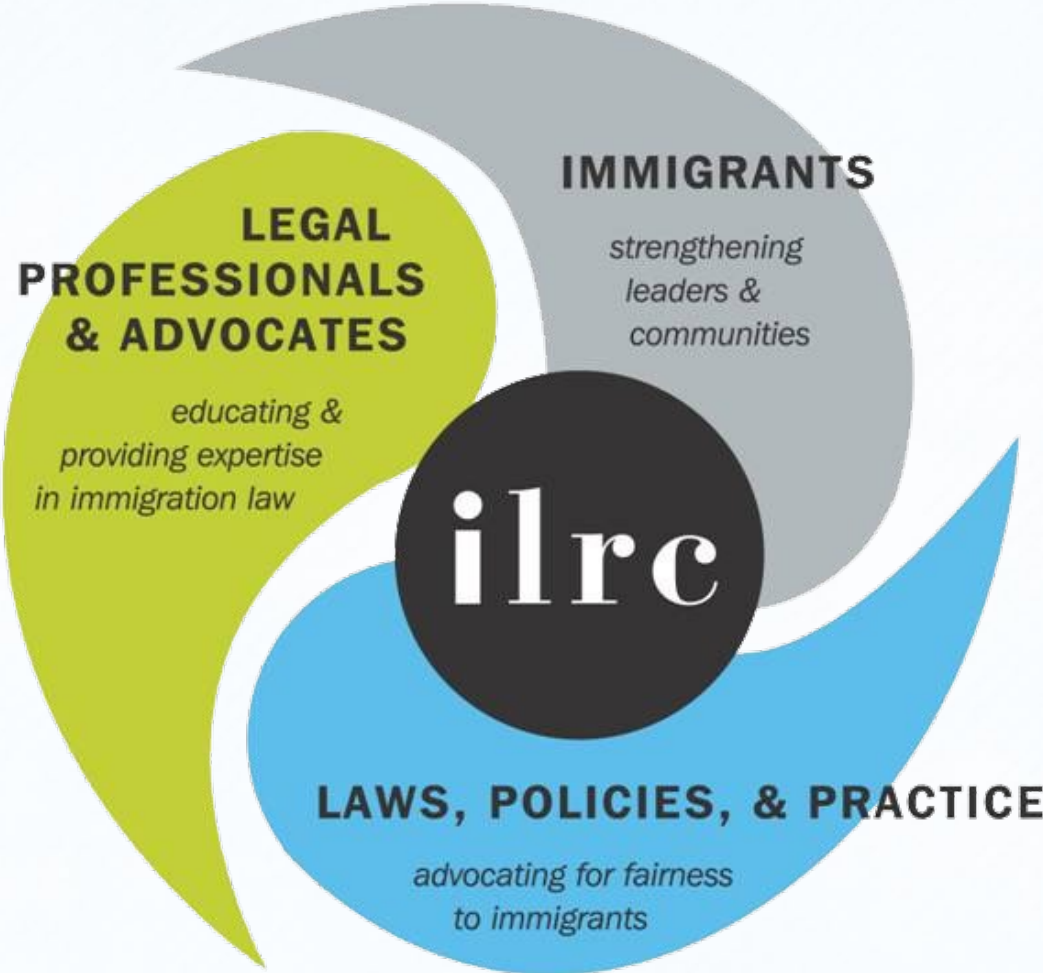 IMMIGRANTS
strengthening
leaders &
communities
LEGAL
PROFESSIONALS
& ADVOCATES
educating &
providing expertise
in immigration law
ilrc
LAWS, POLICIES, & PRACTICE
advocating for fairness
to immigrants